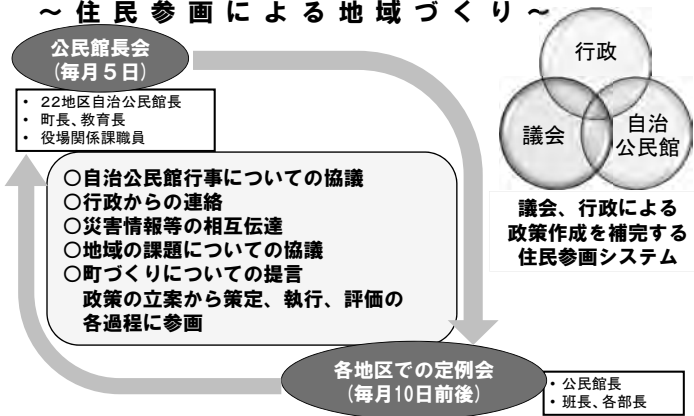 ～住民参画による地域づくり～
公民館長会
(毎月５日)
・ 22地区自治公民館長
・ 町長、教育長
・ 役場関係課職員
○自治公民館行事についての協議
○行政からの連絡
○災害情報等の相互伝達
○地域の課題についての協議
○町づくりについての提言
政策の立案から策定、執行、評価の
各過程に参画
行政
議会
自治
公民館
議会、行政による
政策作成を補完する
住民参画システム
各地区での定例会
(毎月10日前後)
・ 公民館長
・ 班長、各部長